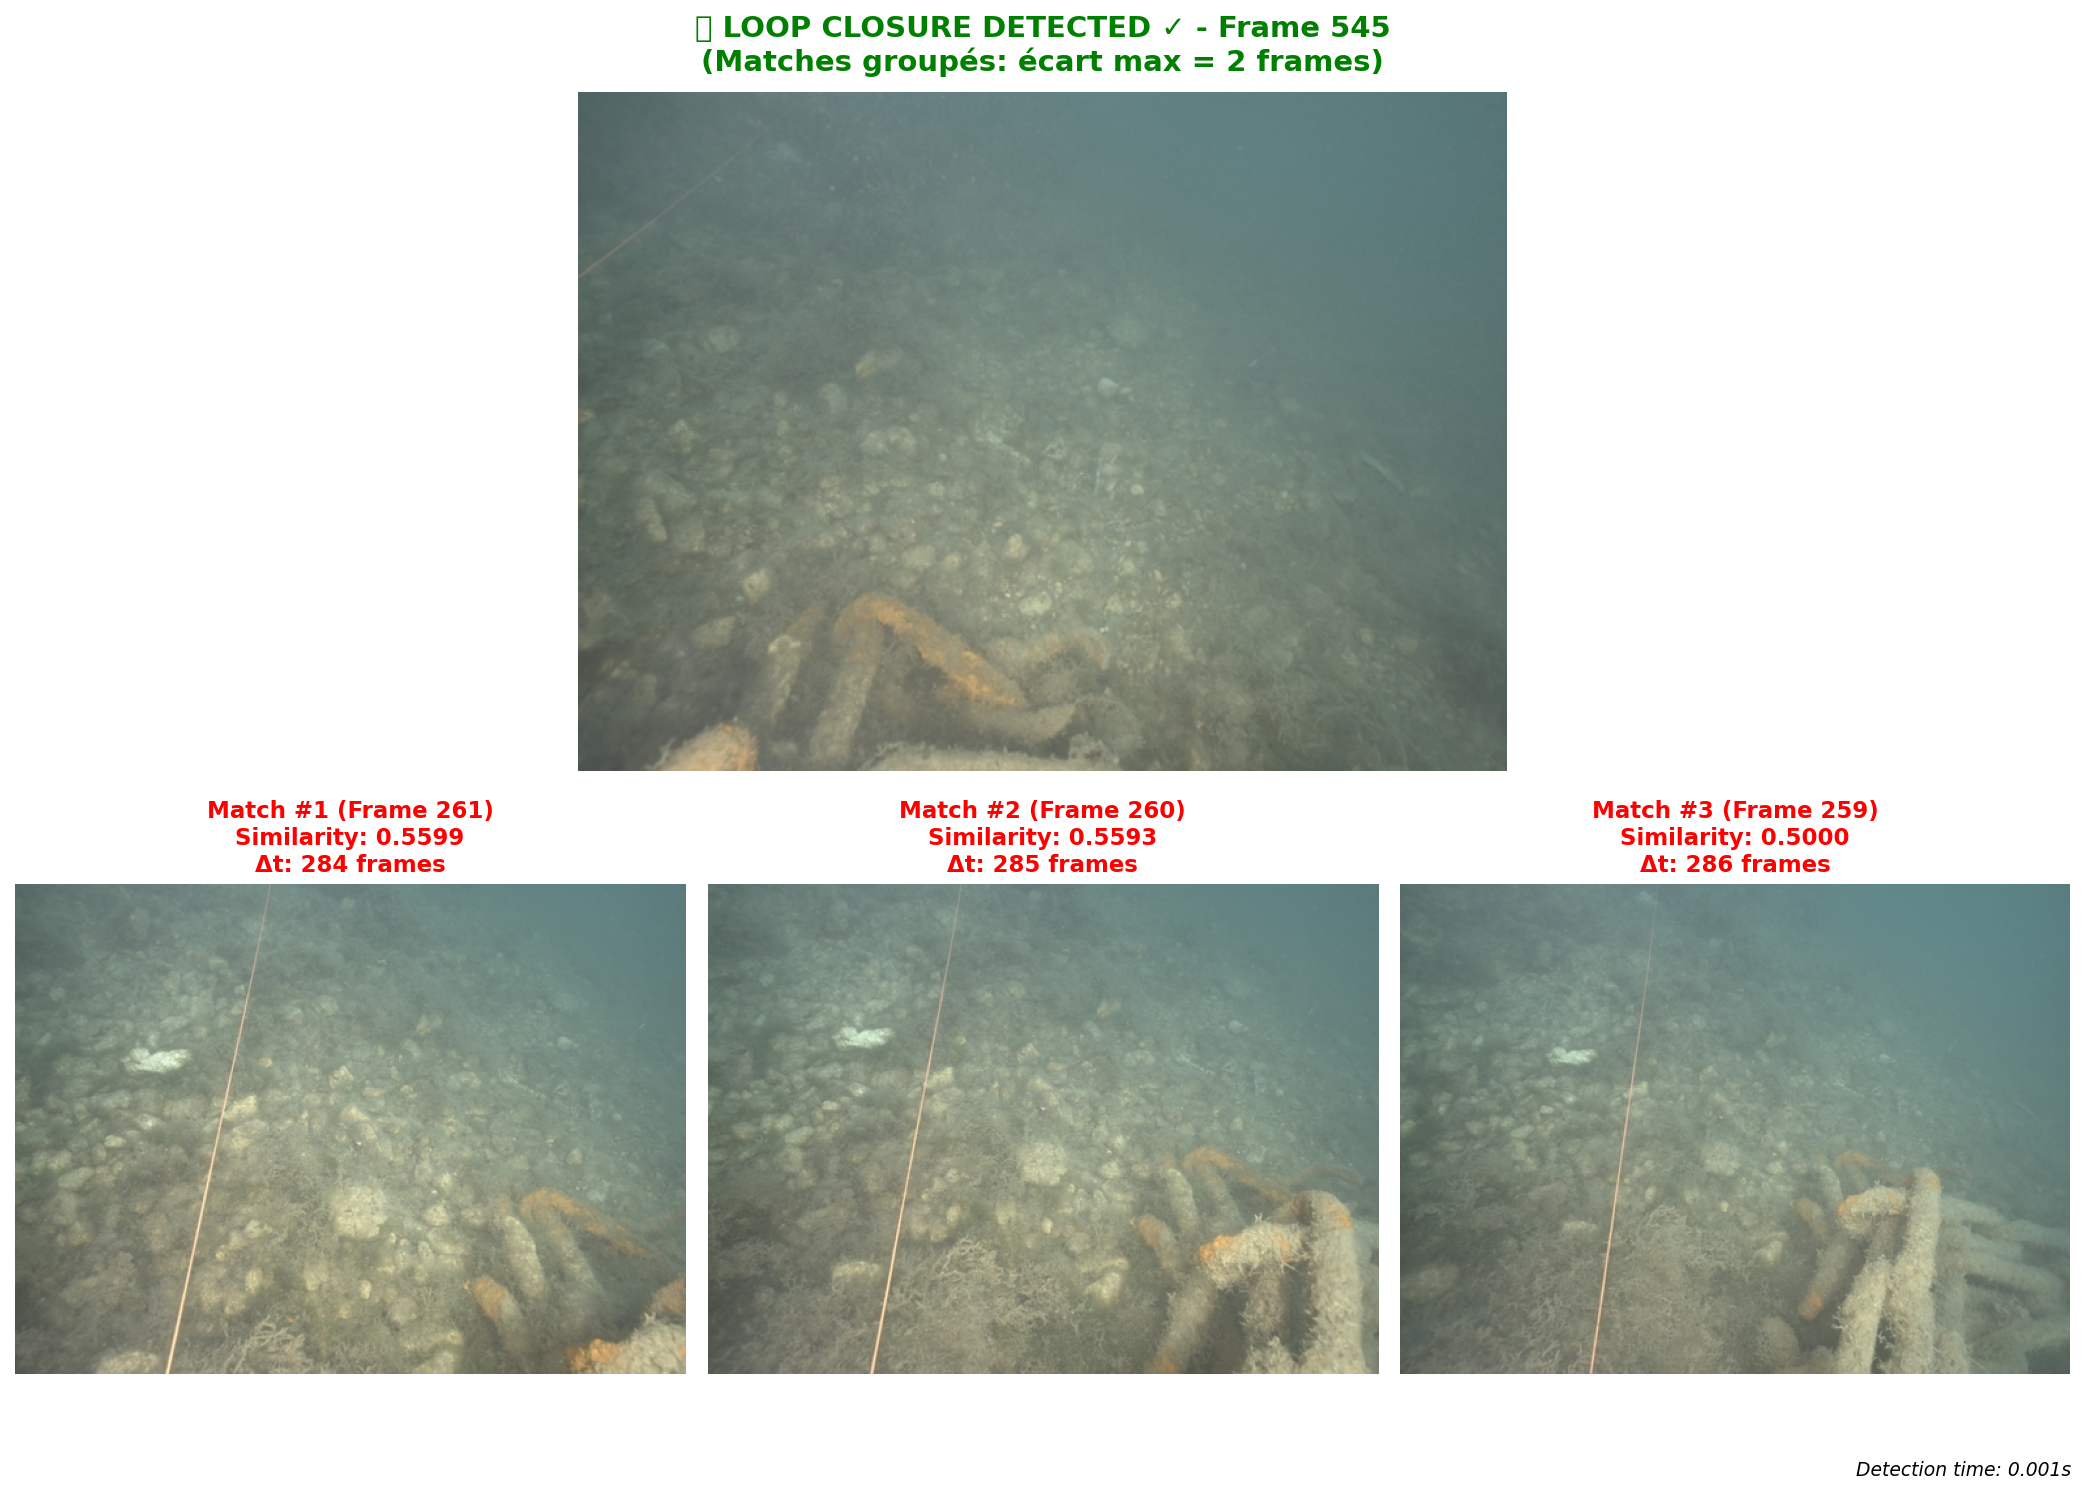 LOOP CLOSURE DETECTED ✓ - Frame 545
(Matches groupés: écart max = 2 frames)
Match #1 (Frame 261)
Similarity: 0.5599
Δt: 284 frames
Match #2 (Frame 260)
Similarity: 0.5593
Δt: 285 frames
Match #3 (Frame 259)
Similarity: 0.5000
Δt: 286 frames
Detection time: 0.001s